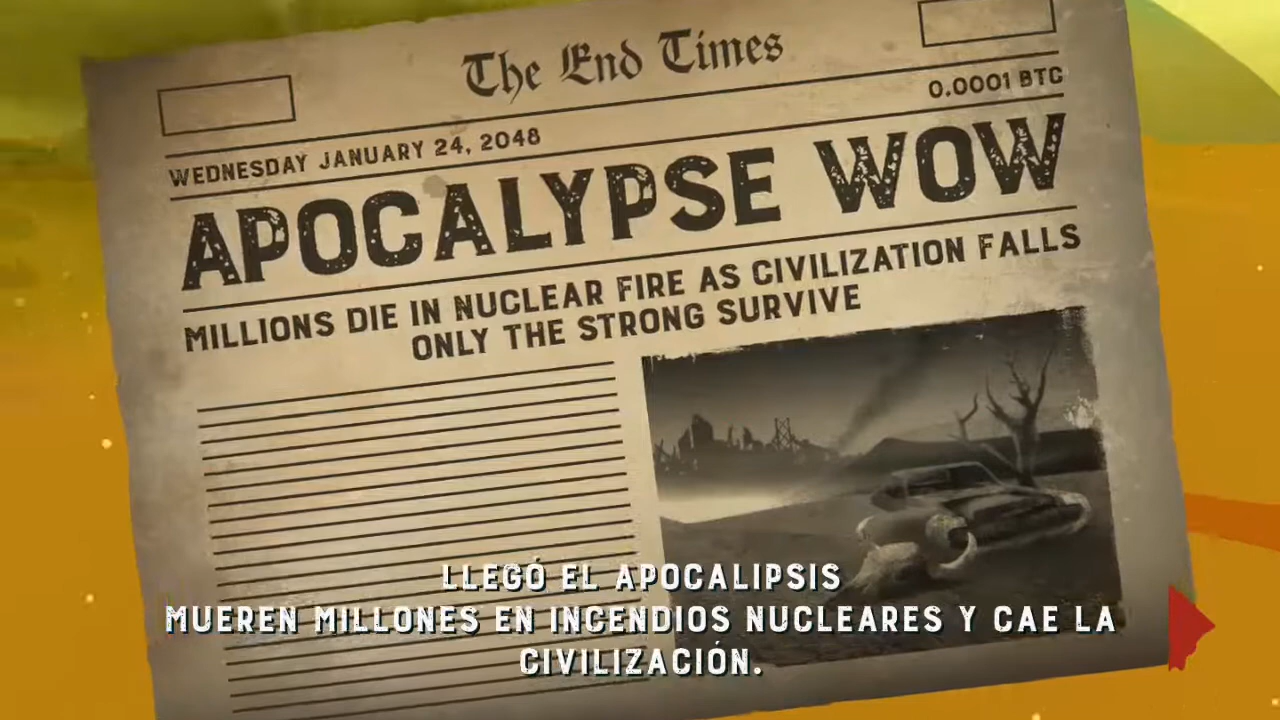 The End Times
0.0001 BTC
WEDNESDAY JANUARY 24, 2048
APOCALYPSE WOW
MILLIONS DIE IN NUCLEAR FIRE AS CIVILIZATION FALLS
ONLY THE STRONG SURVIVE
LLEGÓ EL APOCALIPSIS
MUEREN MILLONES EN INCENDIOS NUCLEARES Y CAE LA
CIVILIZACIÓN.